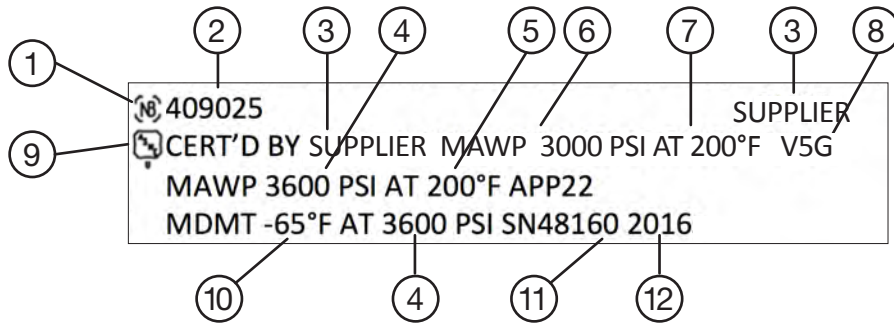 1 2 3 4 5 6 7 3 8
NB 409025 SUPPLIER
9 CERT'D BY SUPPLIER MAWP 3000 PSI AT 200°F V5G
MAWP 3600 PSI AT 200°F APP22
MDMT -65°F AT 3600 PSI SN48160 2016
10 4 11 12